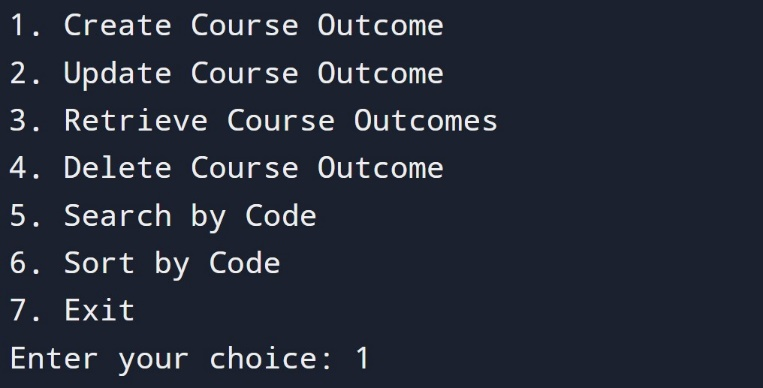 1. Create Course Outcome
2. Update Course Outcome
3. Retrieve Course Outcomes
4. Delete Course Outcome
5. Search by Code
6. Sort by Code
7. Exit
Enter your choice: 1